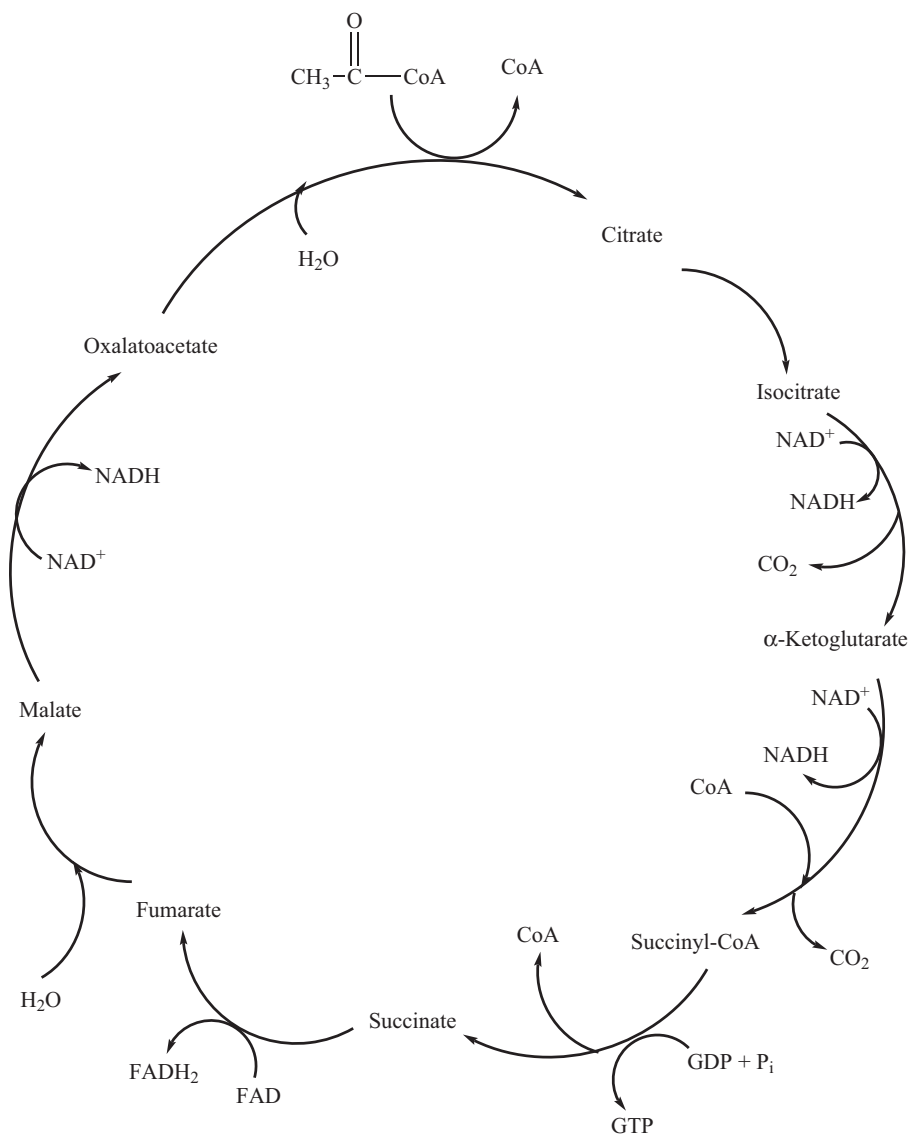 O
CH₃ C CoA
CoA
H₂O
Citrate
Oxalatoacetate
Isocitrate
NAD⁺
NADH
NADH
NAD⁺
CO₂
α-Ketoglutarate
NAD⁺
Malate
NADH
CoA
Fumarate
CoA
Succinyl-CoA
CO₂
H₂O
Succinate
GDP + Pᵢ
FADH₂
FAD
GTP